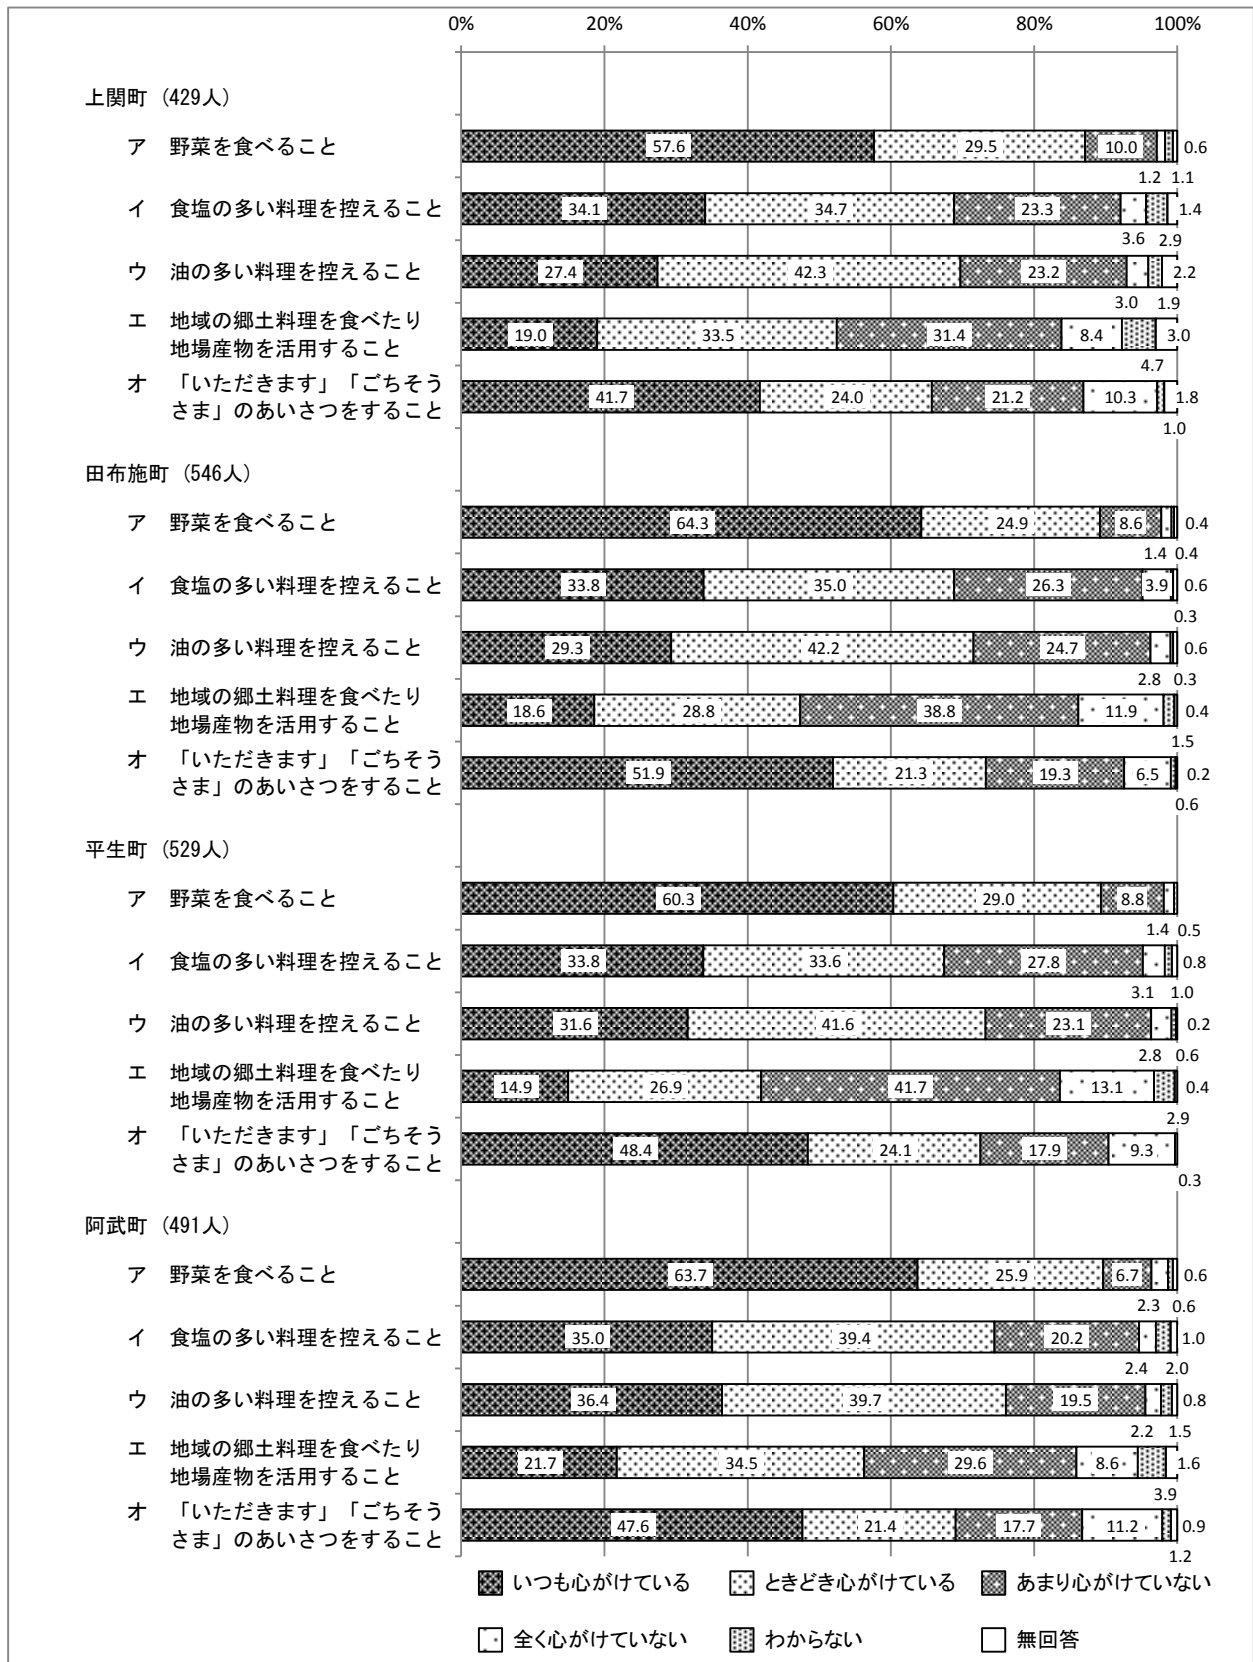 0% 20% 40% 60% 80% 100%
上関町 (429人)
ア 野菜を食べること 57.6 29.5 10.0 0.6
1.2 1.1
イ 食塩の多い料理を控えること 34.1 34.7 23.3 1.4
3.6 2.9
ウ 油の多い料理を控えること 27.4 42.3 23.2 2.2
3.0 1.9
エ 地域の郷土料理を食べたり
地場産物を活用すること 19.0 33.5 31.4 8.4 3.0
4.7
オ 「いただきます」「ごちそう
さま」のあいさつをすること 41.7 24.0 21.2 10.3 1.8
1.0
田布施町 (546人)
ア 野菜を食べること 64.3 24.9 8.6 0.4
1.4 0.4
イ 食塩の多い料理を控えること 33.8 35.0 26.3 3.9 0.6
0.3
ウ 油の多い料理を控えること 29.3 42.2 24.7 0.6
2.8 0.3
エ 地域の郷土料理を食べたり
地場産物を活用すること 18.6 28.8 38.8 11.9 0.4
1.5
オ 「いただきます」「ごちそう
さま」のあいさつをすること 51.9 21.3 19.3 6.5 0.2
0.6
平生町 (529人)
ア 野菜を食べること 60.3 29.0 8.8
1.4 0.5
イ 食塩の多い料理を控えること 33.8 33.6 27.8 0.8
3.1 1.0
ウ 油の多い料理を控えること 31.6 41.6 23.1 0.2
2.8 0.6
エ 地域の郷土料理を食べたり
地場産物を活用すること 14.9 26.9 41.7 13.1 0.4
2.9
オ 「いただきます」「ごちそう
さま」のあいさつをすること 48.4 24.1 17.9 9.3
0.3
阿武町 (491人)
ア 野菜を食べること 63.7 25.9 6.7 0.6
2.3 0.6
イ 食塩の多い料理を控えること 35.0 39.4 20.2 1.0
2.4 2.0
ウ 油の多い料理を控えること 36.4 39.7 19.5 0.8
2.2 1.5
エ 地域の郷土料理を食べたり
地場産物を活用すること 21.7 34.5 29.6 8.6 1.6
3.9
オ 「いただきます」「ごちそう
さま」のあいさつをすること 47.6 21.4 17.7 11.2 0.9
1.2
いつも心がけている ときどき心がけている あまり心がけていない
全く心がけていない わからない 無回答